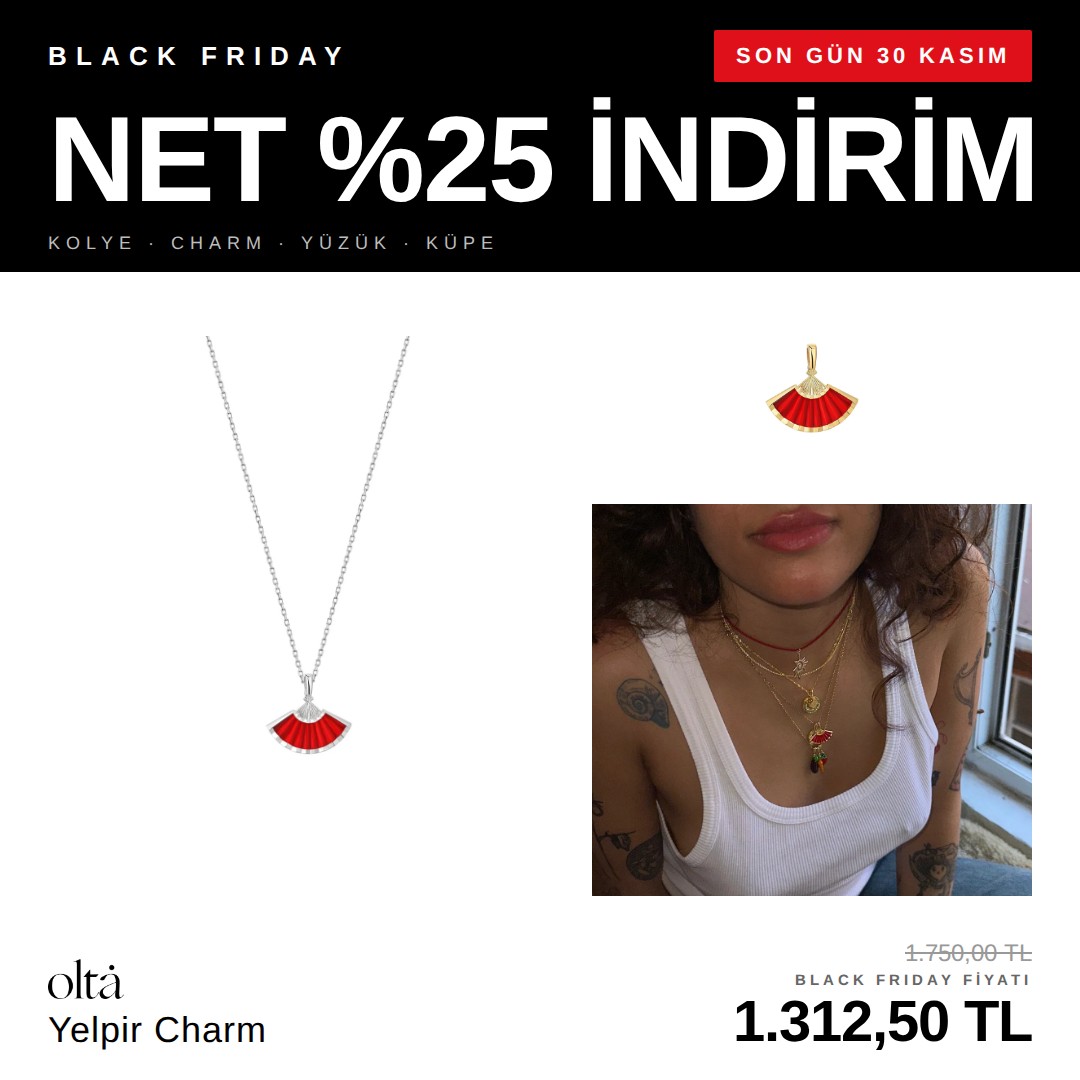 BLACK FRIDAY
SON GÜN 30 KASIM
NET %25 İNDİRİM
KOLYE · CHARM · YÜZÜK · KÜPE
olta
Yelpir Charm
1.750,00 TL
BLACK FRIDAY FİYATI
1.312,50 TL